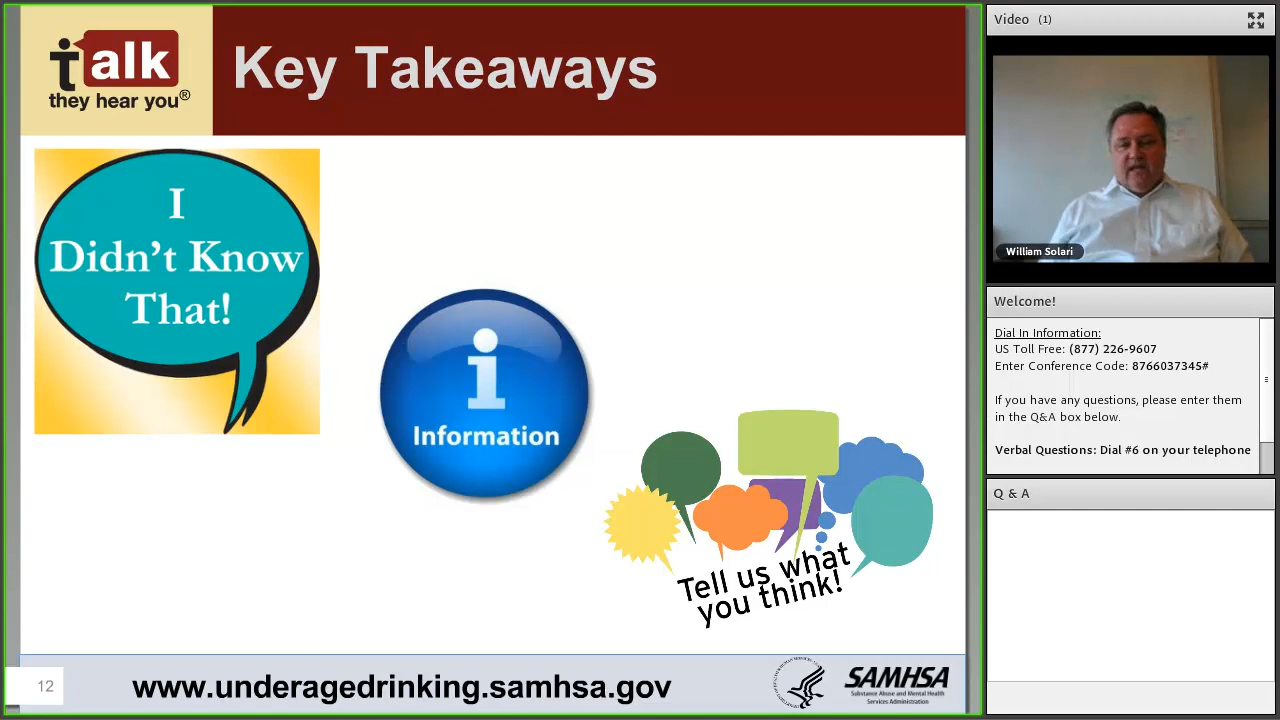 talk
they hear you®
Key Takeaways
I
Didn't Know
That!
i
Information
Tell us what
you think!
12
www.underagedrinking.samhsa.gov
SAMHSA
Substance Abuse and Mental Health
Services Administration
Video (1)
William Solari
Welcome!
Dial In Information:
US Toll Free: (877) 226-9607
Enter Conference Code: 8766037345#
If you have any questions, please enter them
in the Q&A box below.
Verbal Questions: Dial #6 on your telephone
Q & A